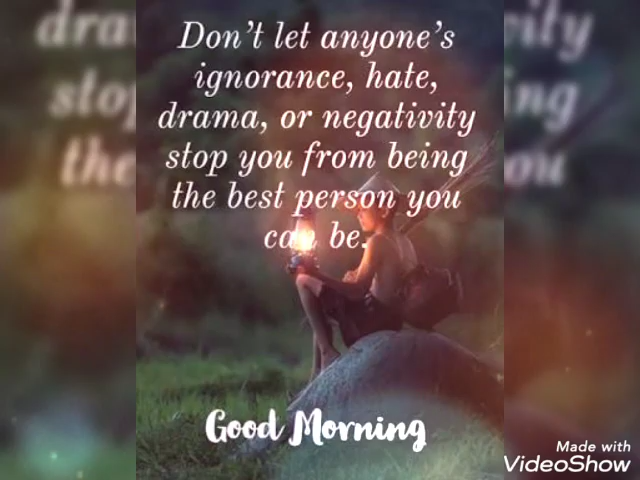 Don't let anyone's
ignorance, hate,
drama, or negativity
stop you from being
the best person you
can be.
Good Morning
Made with
VideoShow